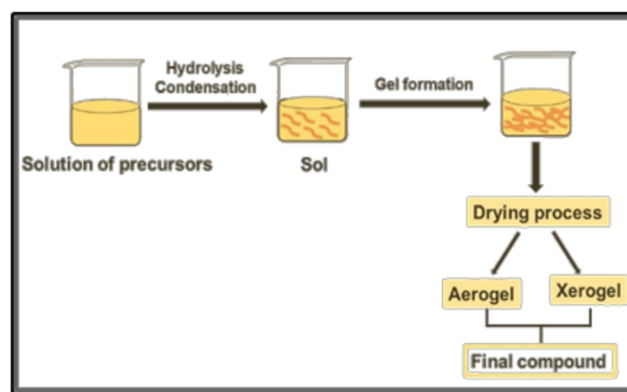 Hydrolysis
Condensation
Gel formation
Solution of precursors
Sol
Drying process
Aerogel
Xerogel
Final compound